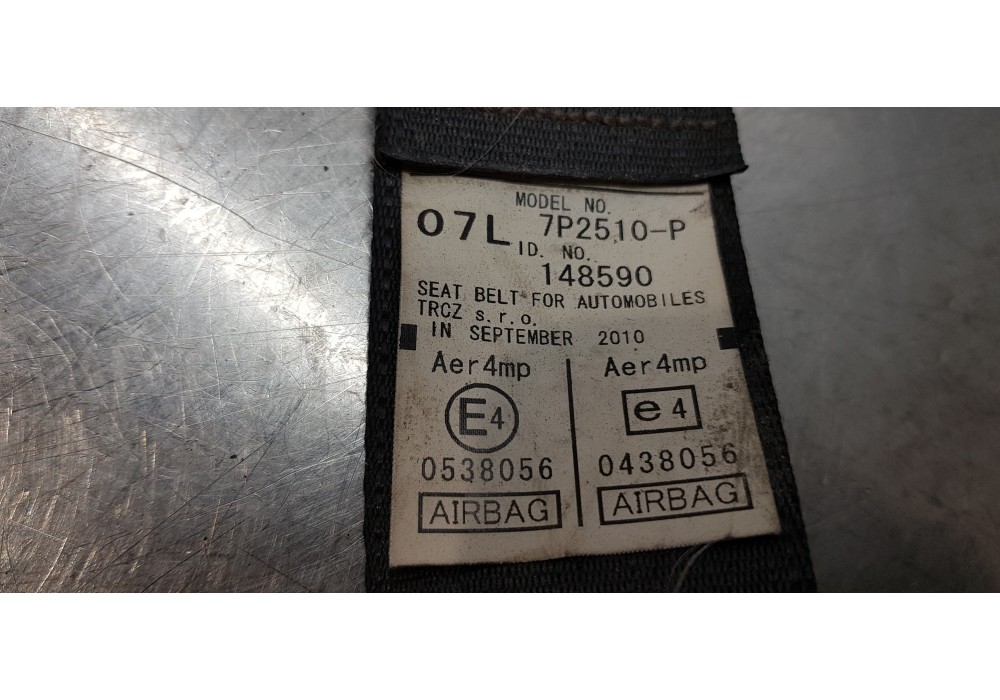 MODEL NO.
07L 7P2510-P
ID. NO.
148590
SEAT BELT FOR AUTOMOBILES
TRCZ s.r.o.
IN SEPTEMBER 2010
Aer4mp Aer4mp
E4 e4
0538056 0438056
AIRBAG AIRBAG